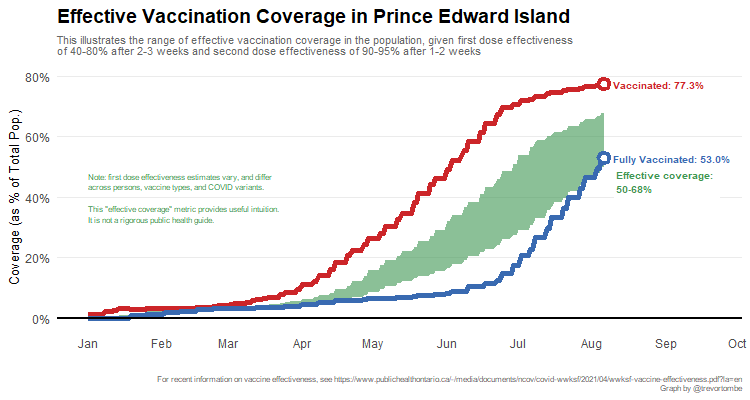 Effective Vaccination Coverage in Prince Edward Island
This illustrates the range of effective vaccination coverage in the population, given first dose effectiveness
of 40-80% after 2-3 weeks and second dose effectiveness of 90-95% after 1-2 weeks
Coverage (as % of Total Pop.)
80%
60%
40%
20%
0%
Vaccinated: 77.3%
Fully Vaccinated: 53.0%
Effective coverage:
50-68%
Note: first dose effectiveness estimates vary, and differ
across persons, vaccine types, and COVID variants.
This "effective coverage" metric provides useful intuition.
It is not a rigorous public health guide.
Jan Feb Mar Apr May Jun Jul Aug Sep Oct
For recent information on vaccine effectiveness, see https://www.publichealthontario.ca/-/media/documents/ncov/covid-wwksf/2021/04/wwksf-vaccine-effectiveness.pdf?la=en
Graph by @trevortombe